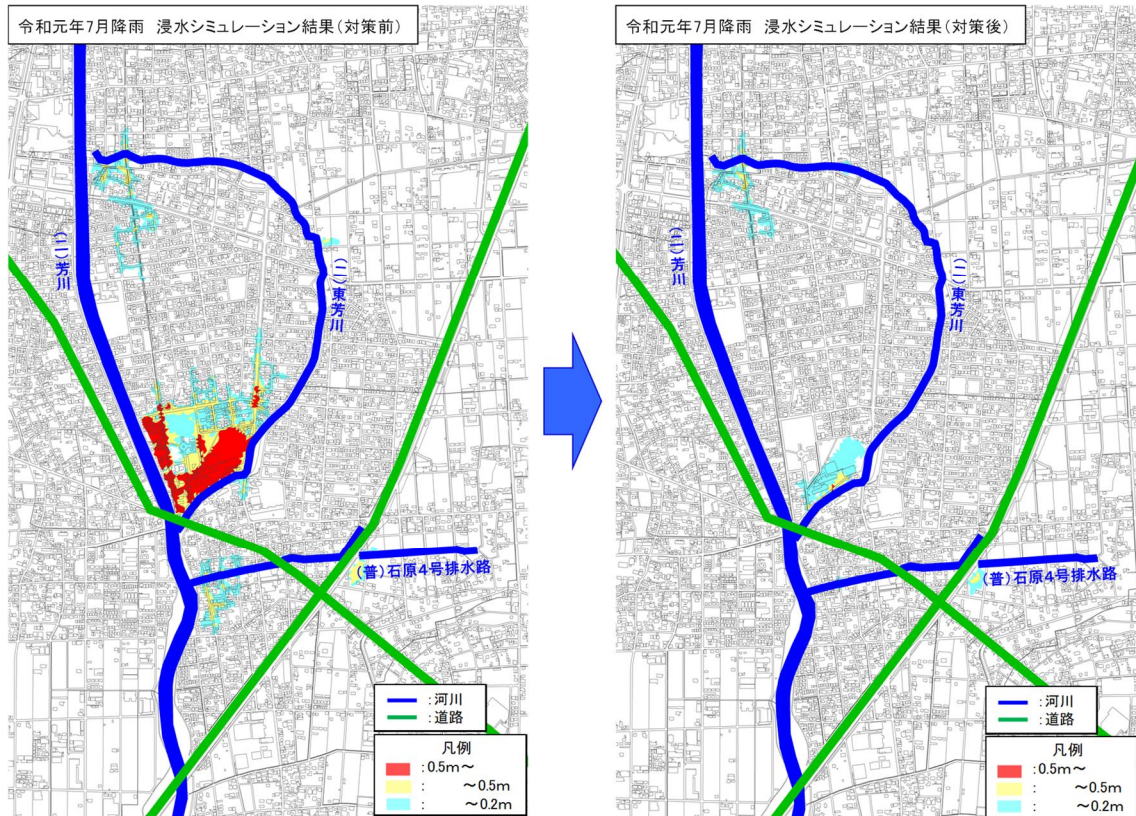 令和元年7月降雨 浸水シミュレーション結果(対策前)
(二)芳川
(二)東芳川
(普)石原4号排水路
:河川
:道路
凡例
:0.5m～
: ～0.5m
: ～0.2m
令和元年7月降雨 浸水シミュレーション結果(対策後)
(二)芳川
(二)東芳川
(普)石原4号排水路
:河川
:道路
凡例
:0.5m～
: ～0.5m
: ～0.2m